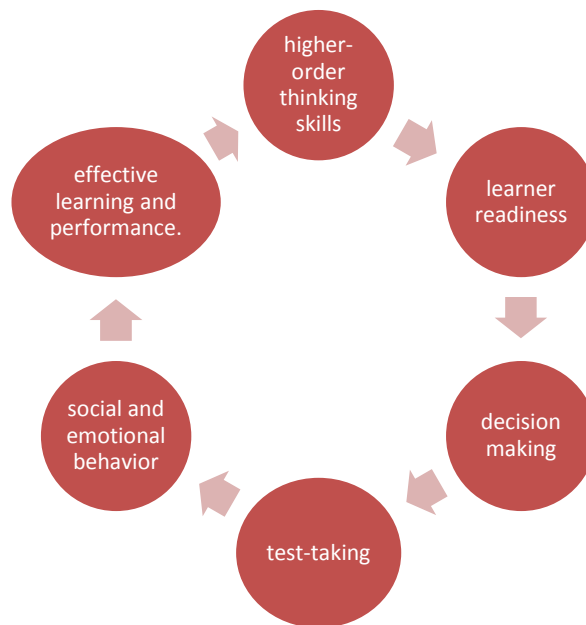 higher-
order
thinking
skills
learner
readiness
decision
making
test-taking
social and
emotional
behavior
effective
learning and
performance.